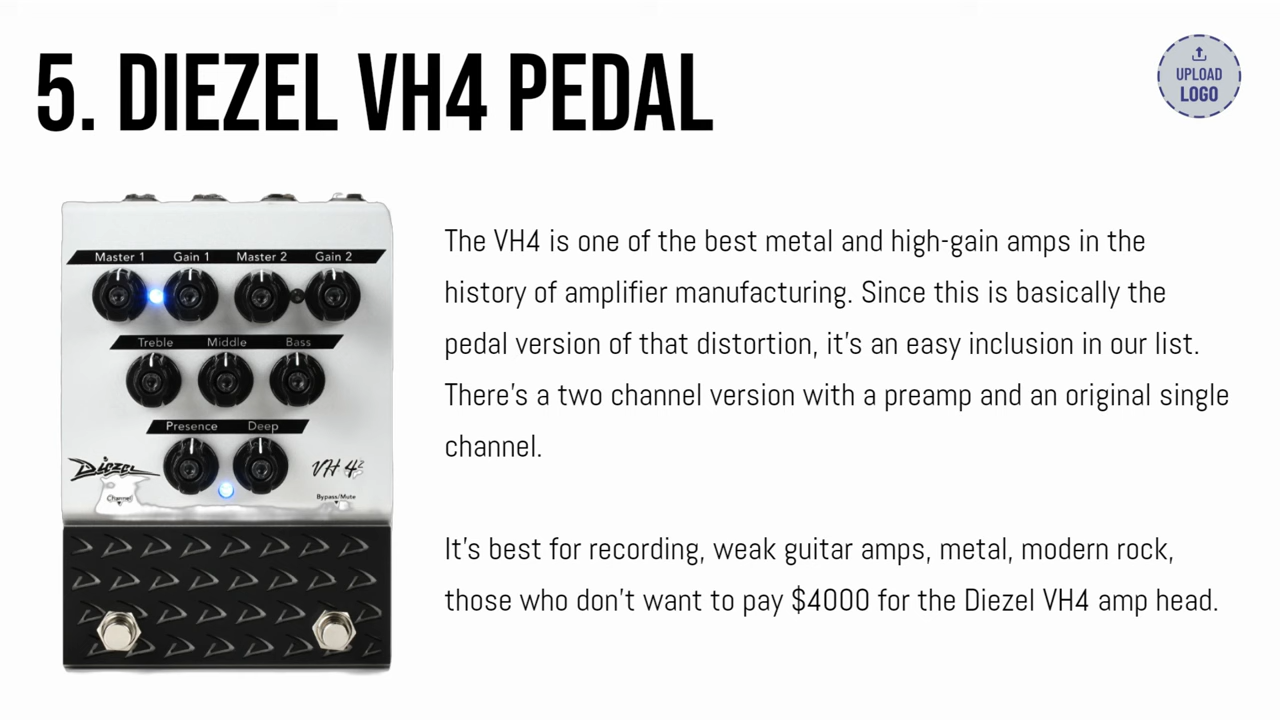 5. DIEZEL VH4 PEDAL
UPLOAD
LOGO
Master 1 Gain 1 Master 2 Gain 2
Treble Middle Bass
Presence Deep
Diezel VH 4²
Channel Bypass/Mute
The VH4 is one of the best metal and high-gain amps in the
history of amplifier manufacturing. Since this is basically the
pedal version of that distortion, it's an easy inclusion in our list.
There's a two channel version with a preamp and an original single
channel.
It's best for recording, weak guitar amps, metal, modern rock,
those who don't want to pay $4000 for the Diezel VH4 amp head.